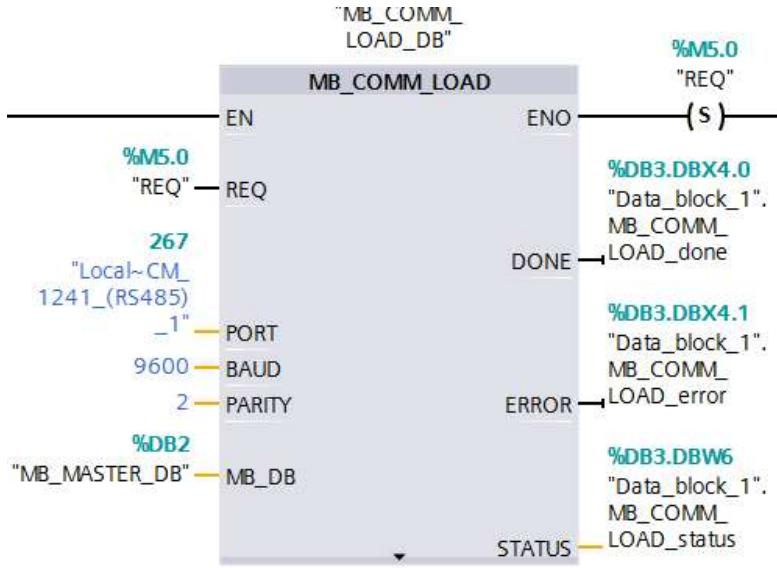 "MB_COMM_
LOAD_DB"
%M5.0
"REQ"
MB_COMM_LOAD
EN
ENO
S
%M5.0
"REQ"
REQ
%DB3.DBX4.0
"Data_block_1".
MB_COMM_
LOAD_done
DONE
267
"Local~CM_
1241_(RS485)
_1"
PORT
%DB3.DBX4.1
"Data_block_1".
MB_COMM_
LOAD_error
9600
BAUD
2
PARITY
ERROR
%DB2
"MB_MASTER_DB"
MB_DB
%DB3.DBW6
"Data_block_1".
MB_COMM_
LOAD_status
STATUS